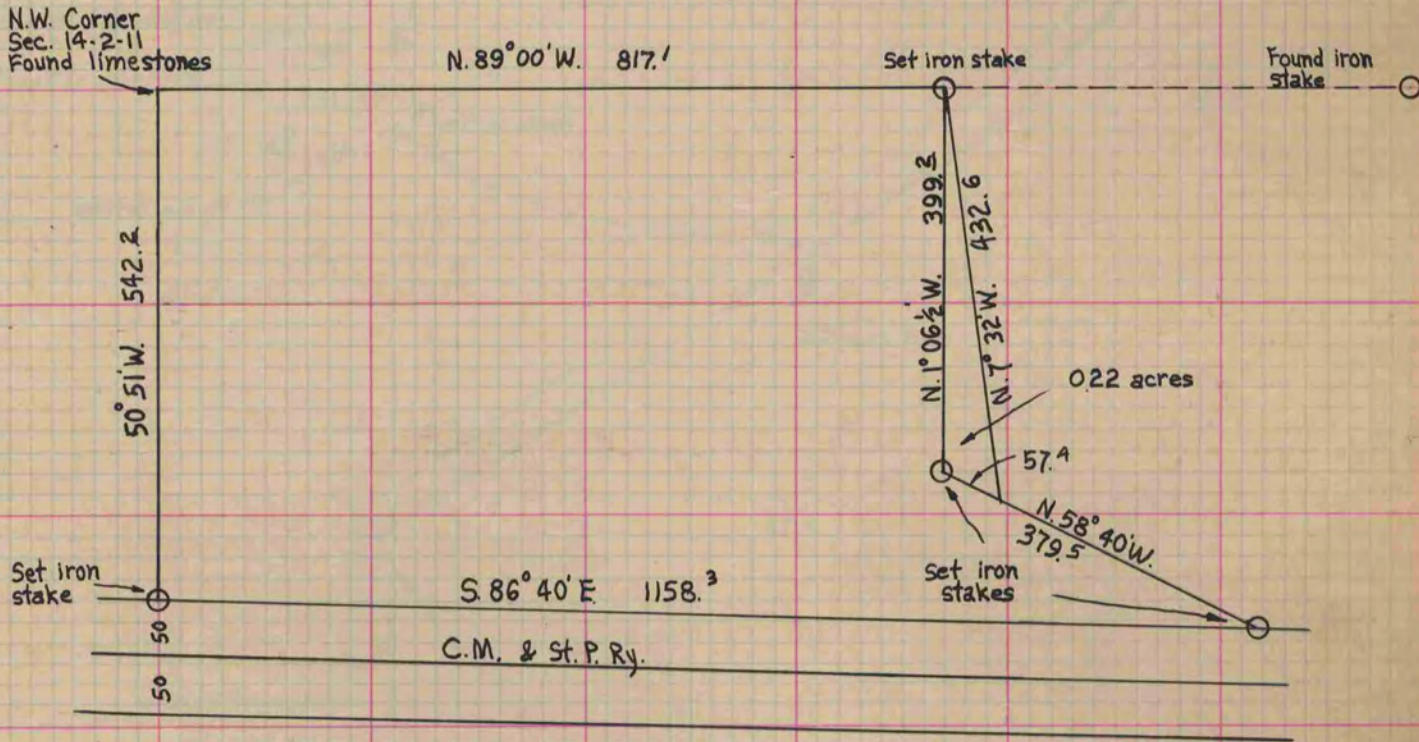 N.W. Corner
Sec. 14-2-11
Found limestones
N. 89°00' W. 817.1
Set iron stake
Found iron
stake
50°51' W. 542.2
N. 1°06½' W. 399.2
N. 7°32' W. 432.6
022 acres
57.4
N. 58°40' W.
379.5
Set iron
stakes
Set iron
stake
S. 86°40' E. 1158.3
50
C.M. & St. P. Ry.
50